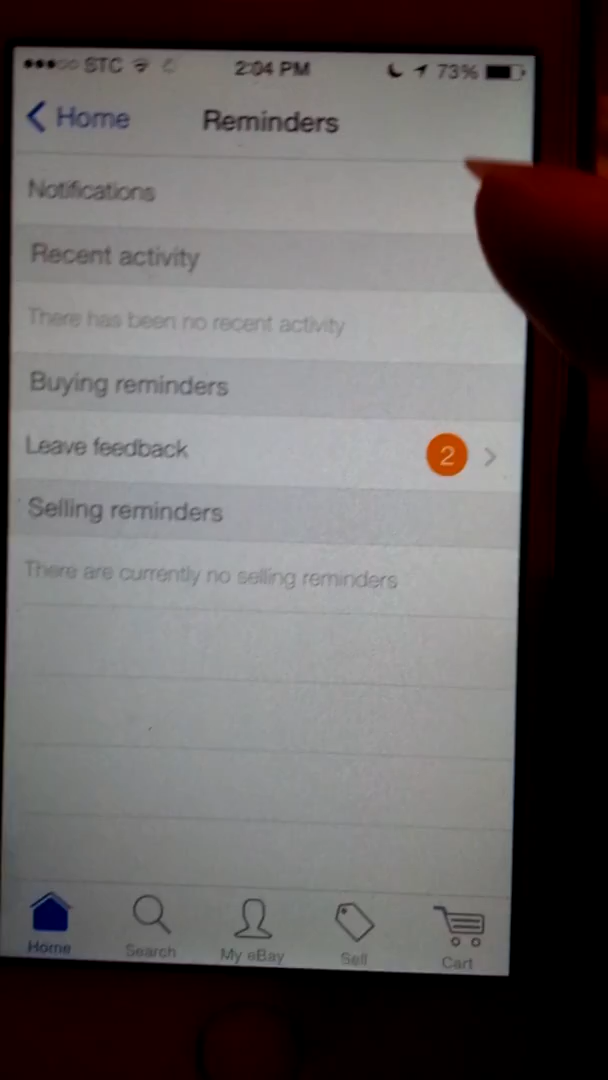 STC 2:04 PM 73%
Home Reminders
Notifications
Recent activity
There has been no recent activity
Buying reminders
Leave feedback 2
Selling reminders
There are currently no selling reminders
Home Search My eBay Sell Cart